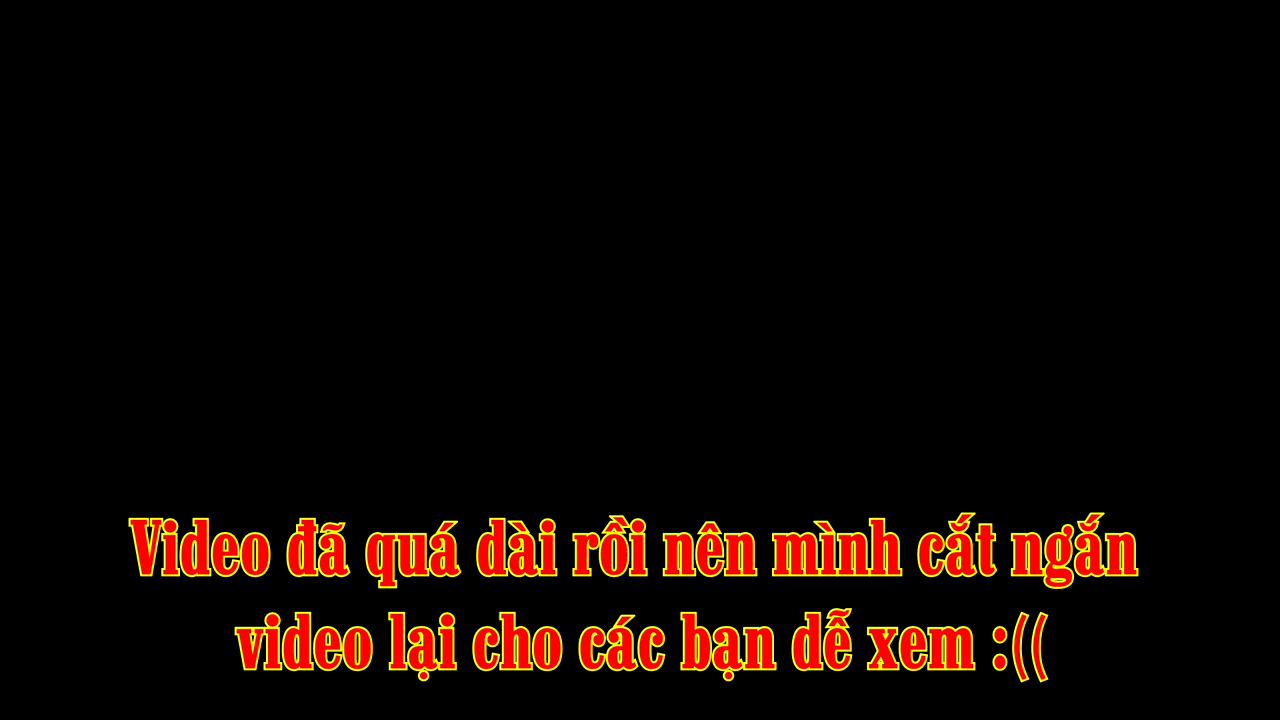 Video đã quá dài rồi nên mình cắt ngắn
video lại cho các bạn dễ xem :((